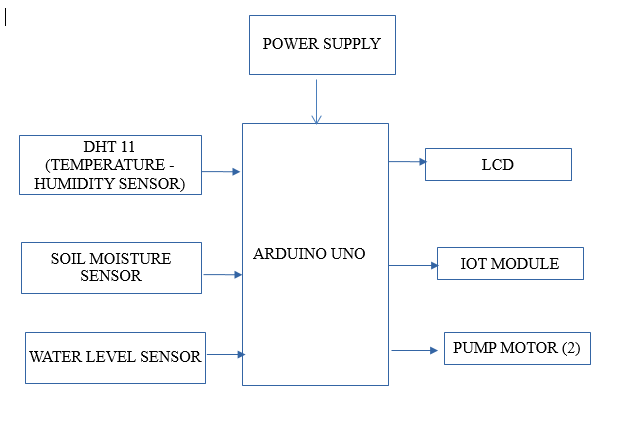 POWER SUPPLY
DHT 11
(TEMPERATURE -
HUMIDITY SENSOR)
LCD
SOIL MOISTURE
SENSOR
ARDUINO UNO
IOT MODULE
WATER LEVEL SENSOR
PUMP MOTOR (2)